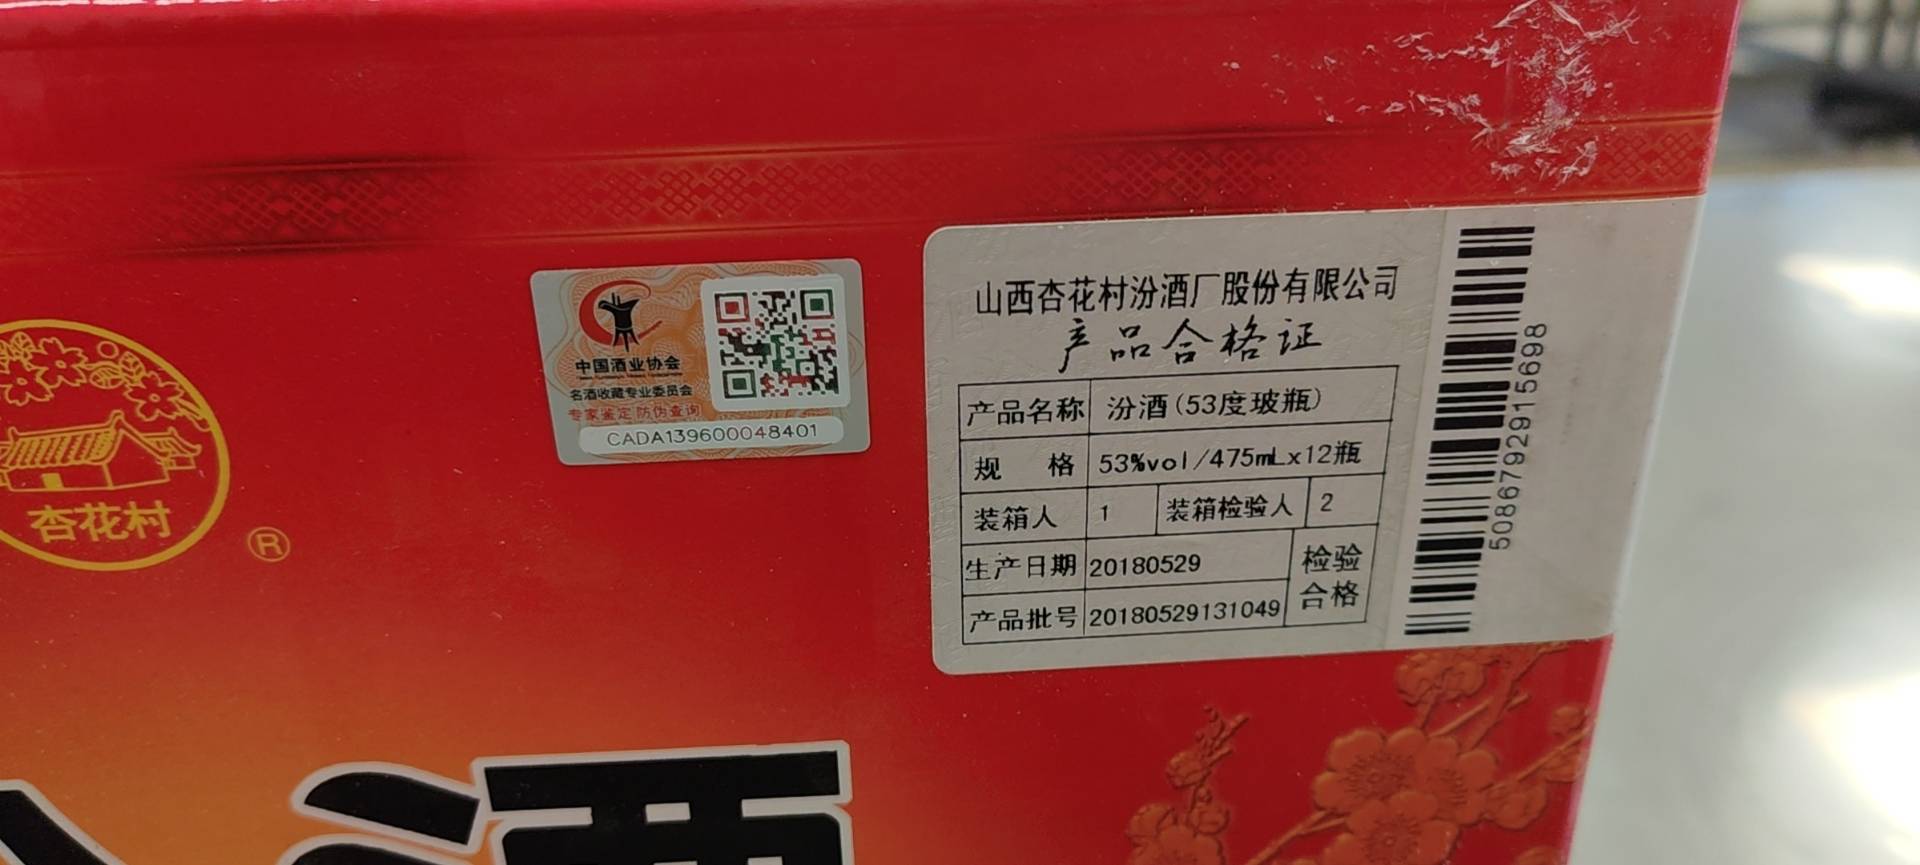 杏花村
®
中国酒业协会
名酒收藏专业委员会
专家鉴定 防伪查询
CADA139600048401
山西杏花村汾酒厂股份有限公司
产品合格证
产品名称 汾酒(53度玻瓶)
规 格 53%vol/475mLx12瓶
装箱人 1 装箱检验人 2
生产日期 20180529 检验
产品批号 20180529131049 合格
5086792915698
酒